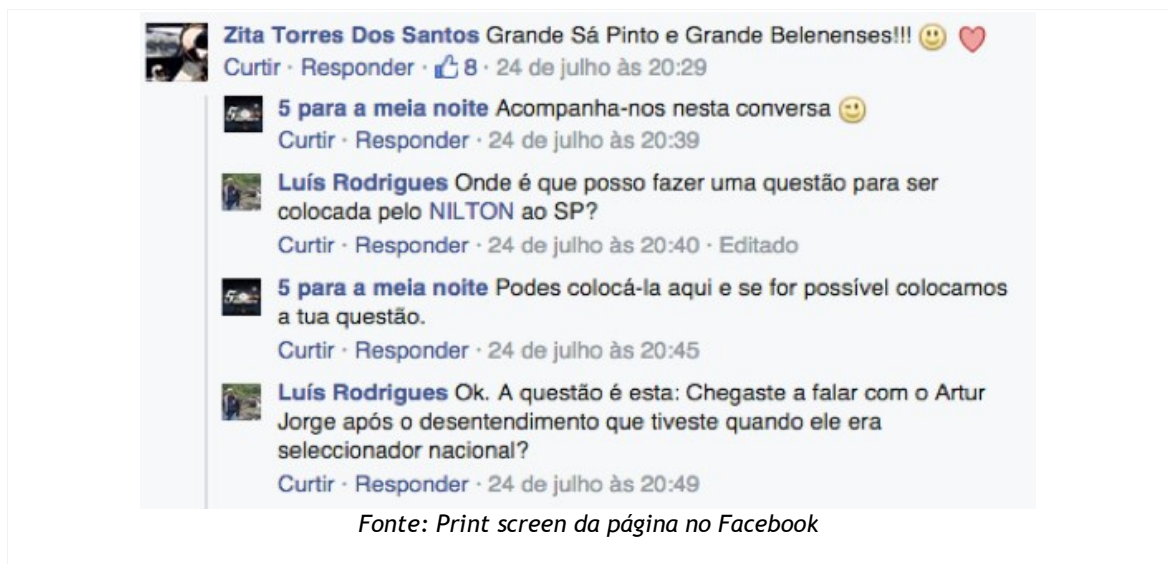 Zita Torres Dos Santos Grande Sá Pinto e Grande Belenenses!!!
Curtir · Responder · 8 · 24 de julho às 20:29
5 para a meia noite Acompanha-nos nesta conversa
Curtir · Responder · 24 de julho às 20:39
Luís Rodrigues Onde é que posso fazer uma questão para ser
colocada pelo NILTON ao SP?
Curtir · Responder · 24 de julho às 20:40 · Editado
5 para a meia noite Podes colocá-la aqui e se for possível colocamos
a tua questão.
Curtir · Responder · 24 de julho às 20:45
Luís Rodrigues Ok. A questão é esta: Chegaste a falar com o Artur
Jorge após o desentendimento que tiveste quando ele era
seleccionador nacional?
Curtir · Responder · 24 de julho às 20:49
Fonte: Print screen da página no Facebook